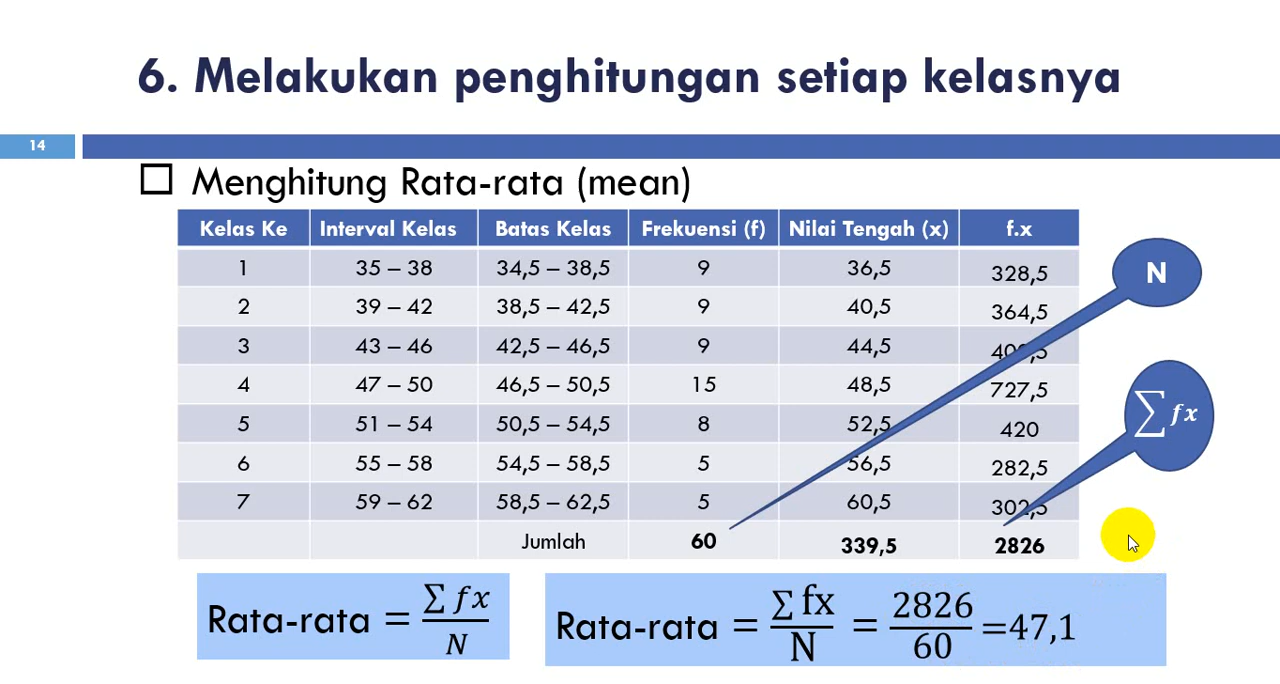 6. Melakukan penghitungan setiap kelasnya
14
Menghitung Rata-rata (mean)
Kelas Ke Interval Kelas Batas Kelas Frekuensi (f) Nilai Tengah (x) f.x
1 35 – 38 34,5 – 38,5 9 36,5 328,5
2 39 – 42 38,5 – 42,5 9 40,5 364,5
3 43 – 46 42,5 – 46,5 9 44,5
4 47 – 50 46,5 – 50,5 15 48,5 727,5
5 51 – 54 50,5 – 54,5 8 52,5 420
6 55 – 58 54,5 – 58,5 5 56,5 282,5
7 59 – 62 58,5 – 62,5 5 60,5 302,5
Jumlah 60 339,5 2826
N
∑ fx
Rata-rata = ∑ fx / N
Rata-rata = ∑ fx / N = 2826 / 60 =47,1